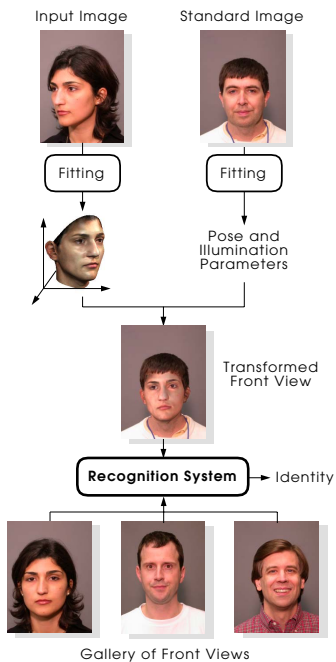 Input Image
Standard Image
Fitting
Fitting
Pose and
Illumination
Parameters
Transformed
Front View
Recognition System
Identity
Gallery of Front Views